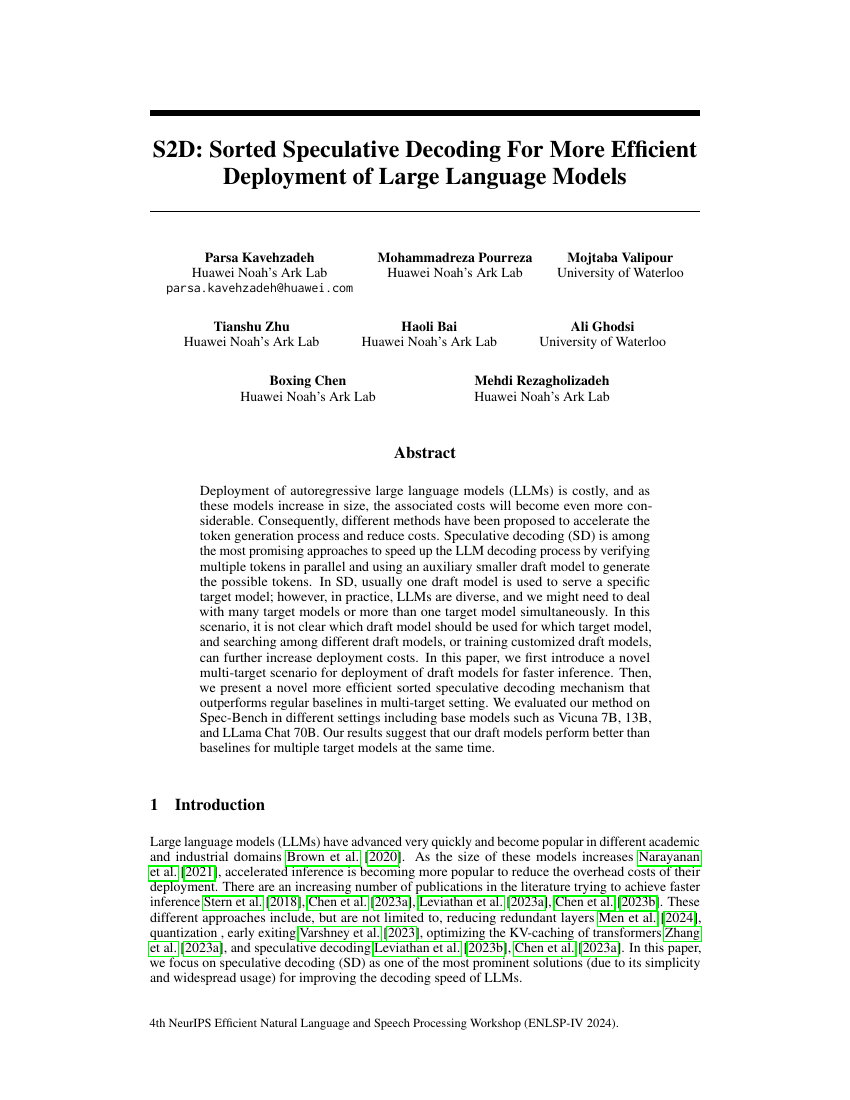 S2D: Sorted Speculative Decoding For More Efficient
Deployment of Large Language Models
Parsa Kavehzadeh
Huawei Noah's Ark Lab
parsa.kavehzadeh@huawei.com
Mohammadreza Pourreza
Huawei Noah's Ark Lab
Mojtaba Valipour
University of Waterloo
Tianshu Zhu
Huawei Noah's Ark Lab
Haoli Bai
Huawei Noah's Ark Lab
Ali Ghodsi
University of Waterloo
Boxing Chen
Huawei Noah's Ark Lab
Mehdi Rezagholizadeh
Huawei Noah's Ark Lab
Abstract
Deployment of autoregressive large language models (LLMs) is costly, and as
these models increase in size, the associated costs will become even more con-
siderable. Consequently, different methods have been proposed to accelerate the
token generation process and reduce costs. Speculative decoding (SD) is among
the most promising approaches to speed up the LLM decoding process by verifying
multiple tokens in parallel and using an auxiliary smaller draft model to generate
the possible tokens. In SD, usually one draft model is used to serve a specific
target model; however, in practice, LLMs are diverse, and we might need to deal
with many target models or more than one target model simultaneously. In this
scenario, it is not clear which draft model should be used for which target model,
and searching among different draft models, or training customized draft models,
can further increase deployment costs. In this paper, we first introduce a novel
multi-target scenario for deployment of draft models for faster inference. Then,
we present a novel more efficient sorted speculative decoding mechanism that
outperforms regular baselines in multi-target setting. We evaluated our method on
Spec-Bench in different settings including base models such as Vicuna 7B, 13B,
and LLama Chat 70B. Our results suggest that our draft models perform better than
baselines for multiple target models at the same time.
1 Introduction
Large language models (LLMs) have advanced very quickly and become popular in different academic
and industrial domains Brown et al. [2020]. As the size of these models increases Narayanan
et al. [2021], accelerated inference is becoming more popular to reduce the overhead costs of their
deployment. There are an increasing number of publications in the literature trying to achieve faster
inference Stern et al. [2018], Chen et al. [2023a], Leviathan et al. [2023a], Chen et al. [2023b]. These
different approaches include, but are not limited to, reducing redundant layers Men et al. [2024],
quantization , early exiting Varshney et al. [2023], optimizing the KV-caching of transformers Zhang
et al. [2023a], and speculative decoding Leviathan et al. [2023b], Chen et al. [2023a]. In this paper,
we focus on speculative decoding (SD) as one of the most prominent solutions (due to its simplicity
and widespread usage) for improving the decoding speed of LLMs.
4th NeurIPS Efficient Natural Language and Speech Processing Workshop (ENLSP-IV 2024).